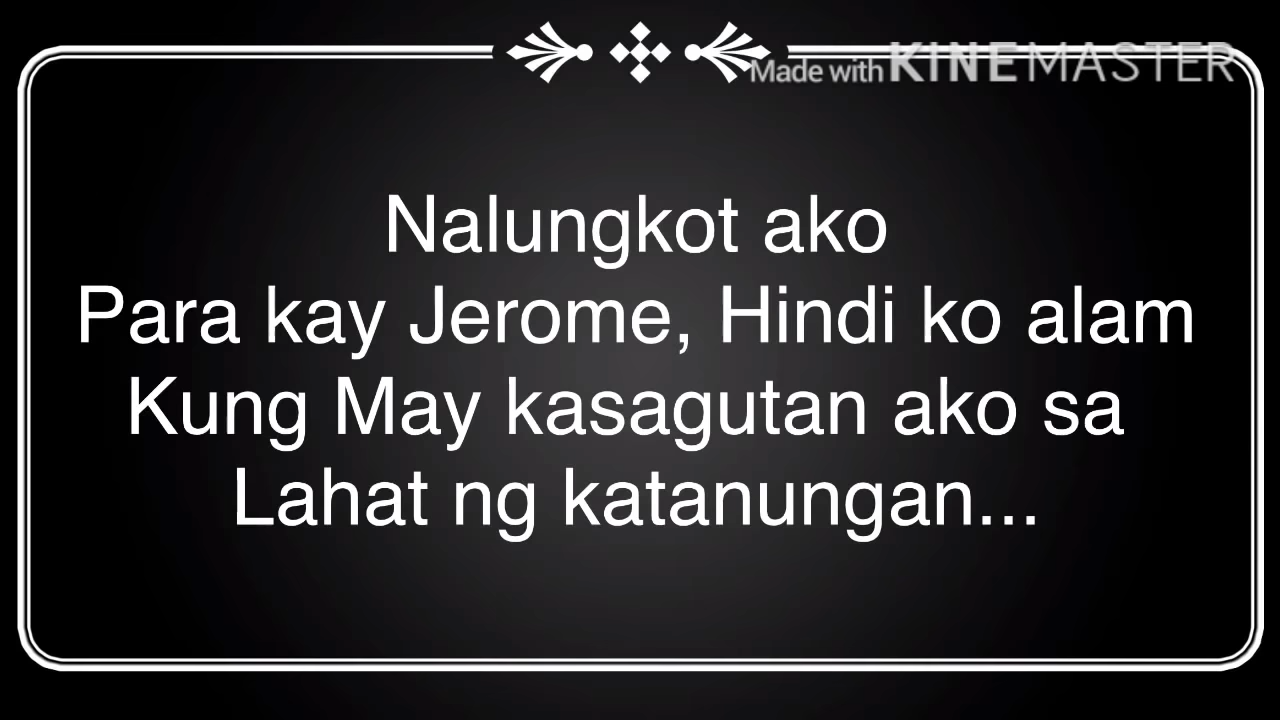 Made with KINEMASTER
Nalungkot ako
Para kay Jerome, Hindi ko alam
Kung May kasagutan ako sa
Lahat ng katanungan...